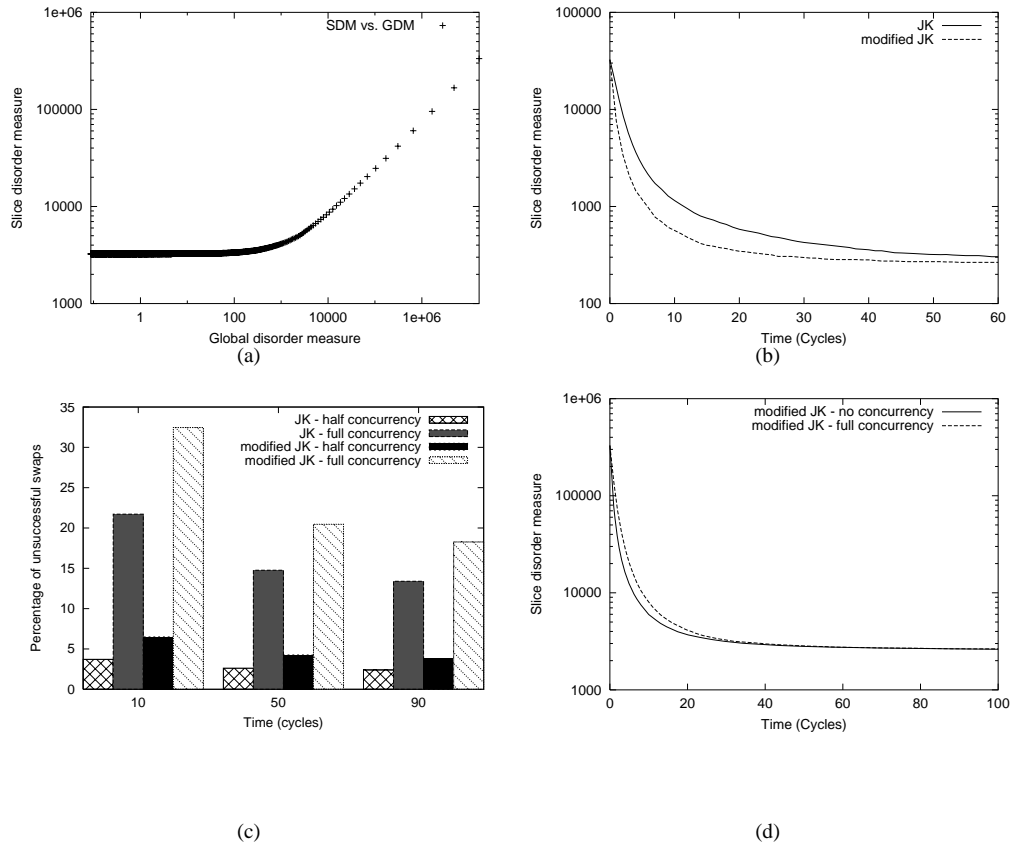 1e+06
100000
10000
1000
Slice disorder measure
SDM vs. GDM
1
100
10000
1e+06
Global disorder measure
(a)
100000
10000
1000
100
Slice disorder measure
JK
modified JK
0
10
20
30
40
50
60
Time (Cycles)
(b)
35
30
25
20
15
10
5
0
Percentage of unsuccessful swaps
JK - half concurrency
JK - full concurrency
modified JK - half concurrency
modified JK - full concurrency
10
50
90
Time (cycles)
(c)
1e+06
100000
10000
1000
Slice disorder measure
modified JK - no concurrency
modified JK - full concurrency
0
20
40
60
80
100
Time (Cycles)
(d)